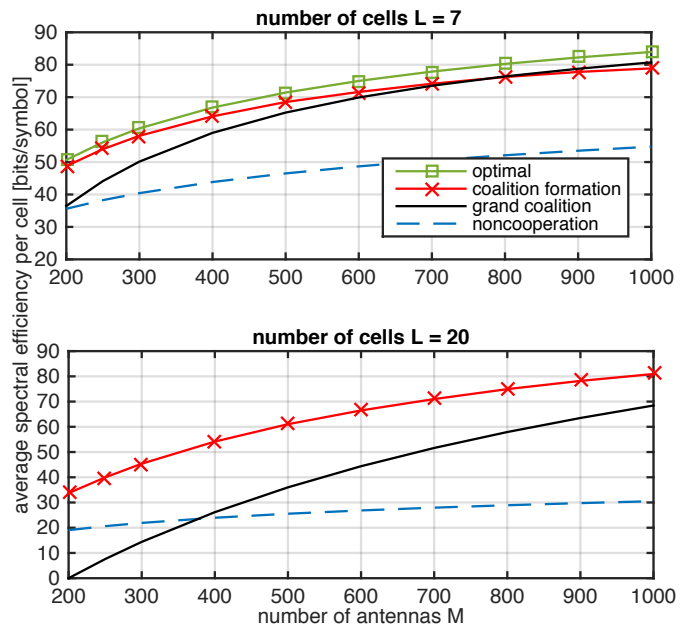 number of cells L = 7
90
80
70
60
50
40
30
20
200 300 400 500 600 700 800 900 1000
optimal
coalition formation
grand coalition
noncooperation
average spectral efficiency per cell [bits/symbol]
number of cells L = 20
90
80
70
60
50
40
30
20
10
0
200 300 400 500 600 700 800 900 1000
number of antennas M